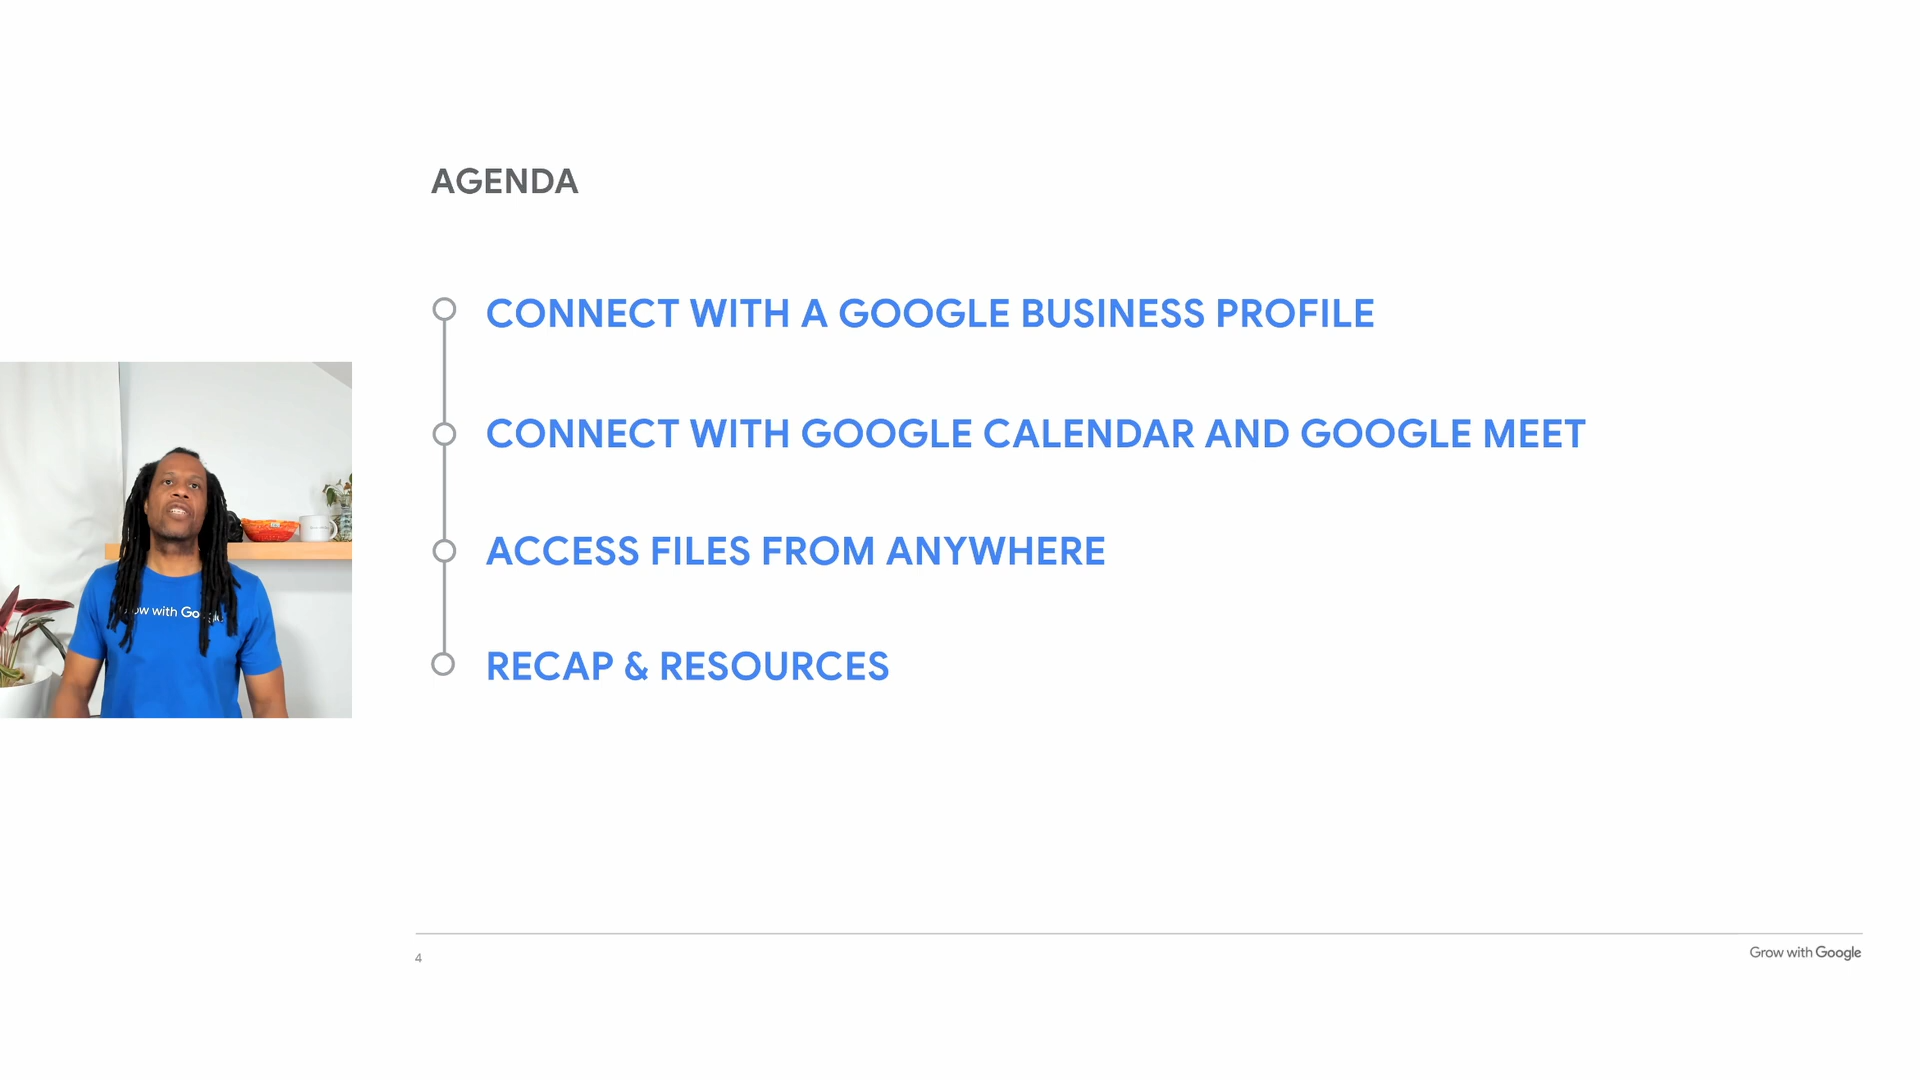 AGENDA
CONNECT WITH A GOOGLE BUSINESS PROFILE
CONNECT WITH GOOGLE CALENDAR AND GOOGLE MEET
ACCESS FILES FROM ANYWHERE
RECAP & RESOURCES
with
4
Grow with Google